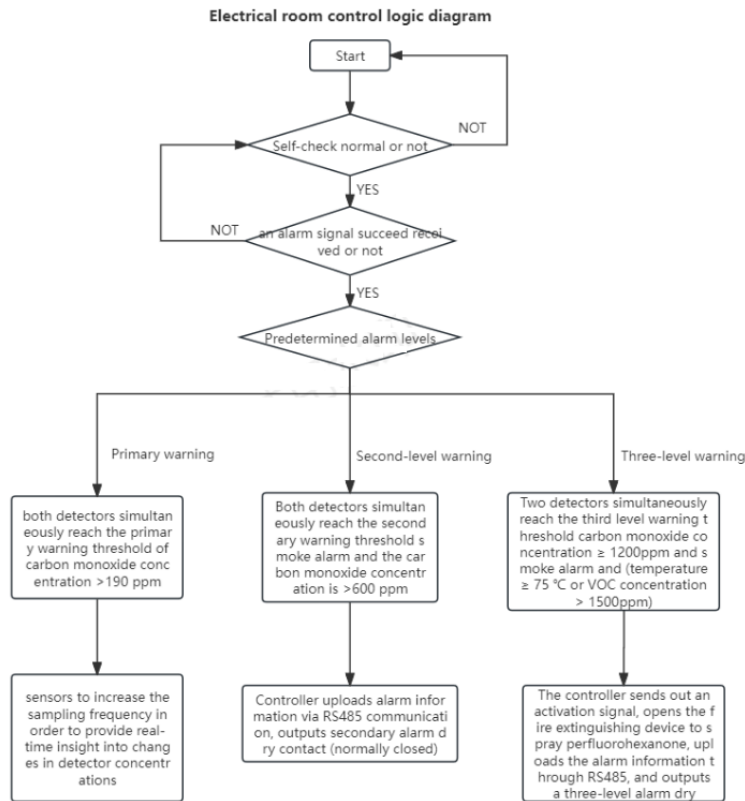 Electrical room control logic diagram
Start
NOT
Self-check normal or not
YES
NOT
an alarm signal succeed recei
ved or not
YES
Predetermined alarm levels
Primary warning
Second-level warning
Three-level warning
both detectors simultan
eously reach the primar
y warning threshold of
carbon monoxide conc
entration >190 ppm
Both detectors simultan
eously reach the second
ary warning threshold s
moke alarm and the car
bon monoxide concentr
ation is >600 ppm
Two detectors simultaneously
reach the third level warning t
hreshold carbon monoxide co
ncentration ≥ 1200ppm and s
moke alarm and (temperature
≥ 75 ℃ or VOC concentration
> 1500ppm)
sensors to increase the
sampling frequency in
order to provide real-
time insight into chang
es in detector concentr
ations
Controller uploads alarm infor
mation via RS485 communicati
on, outputs secondary alarm d
ry contact (normally closed)
The controller sends out an
activation signal, opens the f
ire extinguishing device to s
pray perfluorohexanone, upl
oads the alarm information t
hrough RS485, and outputs
a three-level alarm dry